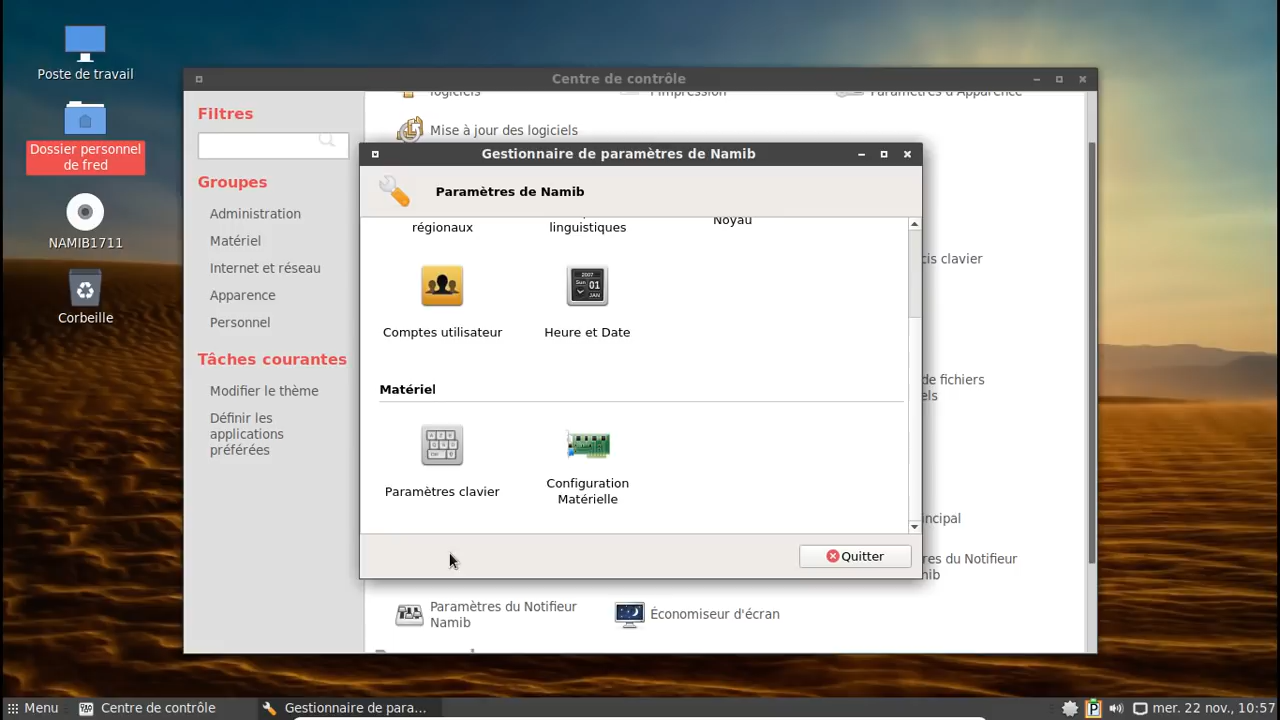 Poste de travail
Dossier personnel
de fred
NAMIB1711
Corbeille
Centre de contrôle
Filtres
Groupes
Administration
Matériel
Internet et réseau
Apparence
Personnel
Tâches courantes
Modifier le thème
Définir les
applications
préférées
logiciels
l'impression
Paramètres d'Apparence
Mise à jour des logiciels
Gestionnaire de paramètres de Namib
Paramètres de Namib
régionaux
linguistiques
Noyau
Comptes utilisateur
Heure et Date
Matériel
Paramètres clavier
Configuration
Matérielle
Quitter
cis clavier
de fichiers
els
ncipal
res du Notifieur
nib
Paramètres du Notifieur
Namib
Économiseur d'écran
Menu
Centre de contrôle
Gestionnaire de para...
mer. 22 nov., 10:57